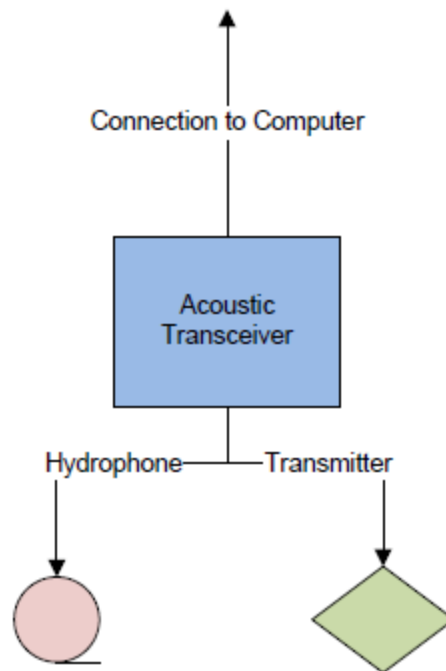 Connection to Computer
Acoustic
Transceiver
Hydrophone
Transmitter